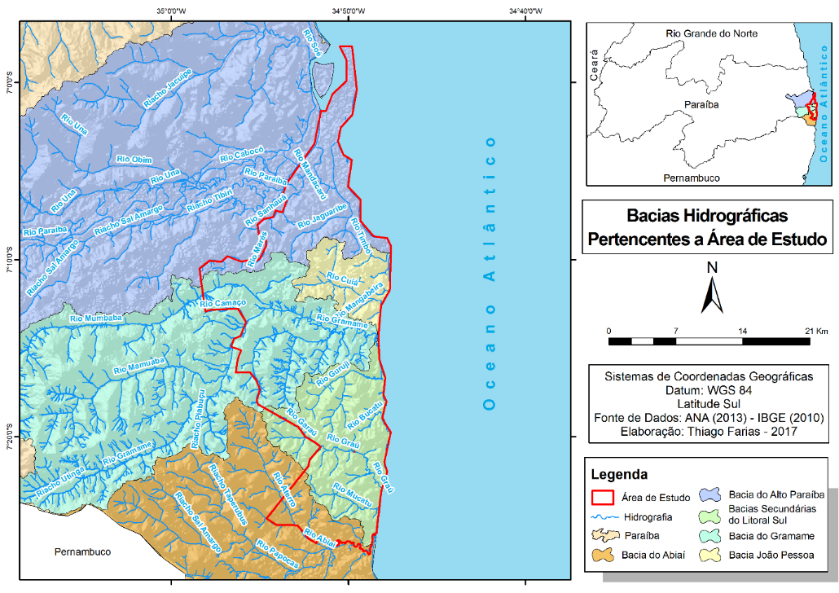 35°0'0"W
34°50'0"W
34°40'0"W
7°0'0"S
7°10'0"S
7°20'0"S
Rio Soé
Riacho Jacuípe
Rio Una
Rio Obim
Rio Caboco
Rio Una
Rio Paraíba
Rio Mandacaru
Rio Una
Riacho Tibiri
Rio Sanhauá
Riacho Sal Amargo
Rio Jaguaribe
Rio Paraíba
Rio Timbó
Riacho Sal Amargo
Rio Marés
Rio Cuiá
Rio Mangabeira
Rio Camaço
Rio Mumbaba
Rio Gramame
Rio Mamuaba
Rio Guruji
Riacho Pitabuçu
Rio Bucatu
Rio Garaú
Rio Graú
Rio Gramame
Riacho Utinga
Rio Graú
Riacho Taperubus
Rio Aterro
Rio Mucatu
Riacho Sal Amargo
Rio Abiaí
Rio Papocas
Pernambuco
Oceano Atlântico
Rio Grande do Norte
Ceará
Paraíba
Pernambuco
Oceano Atlântico
Bacias Hidrográficas
Pertencentes a Área de Estudo
N
0 7 14 21 Km
Sistemas de Coordenadas Geográficas
Datum: WGS 84
Latitude Sul
Fonte de Dados: ANA (2013) - IBGE (2010)
Elaboração: Thiago Farias - 2017
Legenda
Área de Estudo
Hidrografia
Paraíba
Bacia do Abiaí
Bacia do Alto Paraíba
Bacias Secundárias
do Litoral Sul
Bacia do Gramame
Bacia João Pessoa